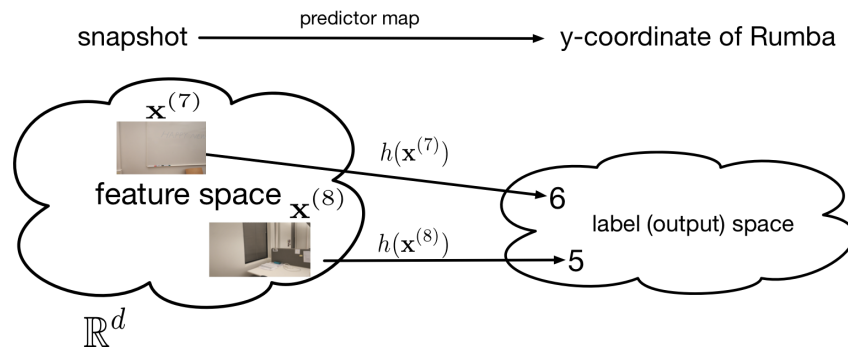 predictor map
snapshot
y-coordinate of Rumba
𝐱^(7)
h(𝐱^(7))
feature space
𝐱^(8)
6
label (output) space
h(𝐱^(8))
5
ℝ^d